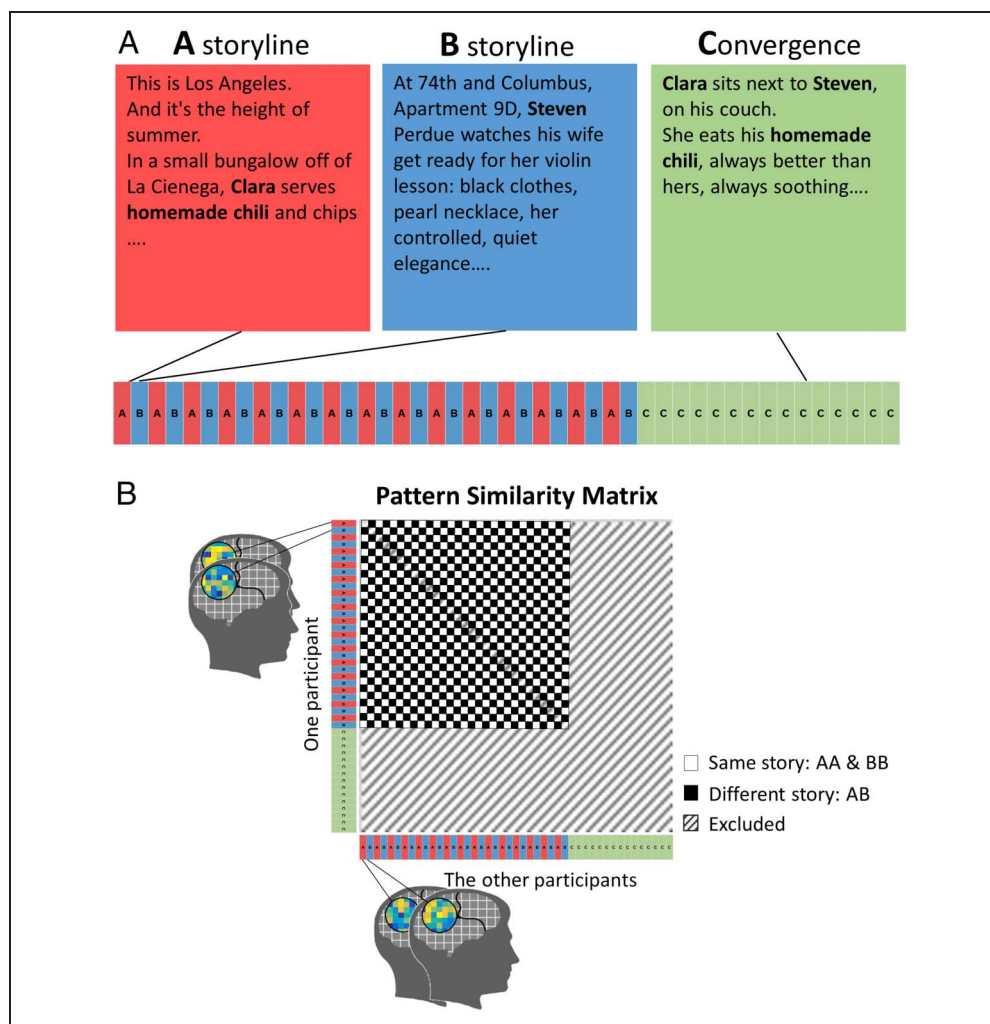 A
A storyline
B storyline
Convergence
This is Los Angeles.
And it's the height of
summer.
In a small bungalow off of
La Cienega, Clara serves
homemade chili and chips
....
At 74th and Columbus,
Apartment 9D, Steven
Perdue watches his wife
get ready for her violin
lesson: black clothes,
pearl necklace, her
controlled, quiet
elegance....
Clara sits next to Steven,
on his couch.
She eats his homemade
chili, always better than
hers, always soothing....
A B A B A B A B A B A B A B A B A B A B A B A B A B A B A B C C C C C C C C C C C C C C C
B
Pattern Similarity Matrix
One participant
Same story: AA & BB
Different story: AB
Excluded
The other participants